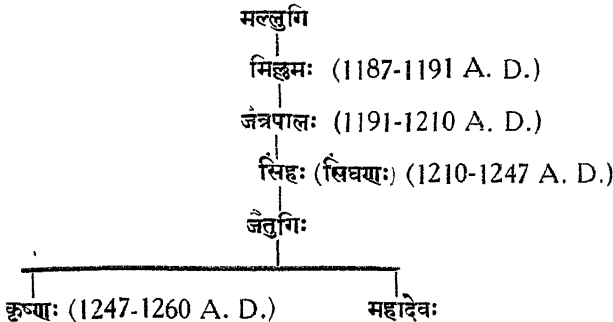 मल्लुगि
मिल्लमः (1187-1191 A. D.)
जैत्रपालः (1191-1210 A. D.)
सिंहः (सिंघणः) (1210-1247 A. D.)
जैतुगिः
कृष्णः (1247-1260 A. D.) महादेवः